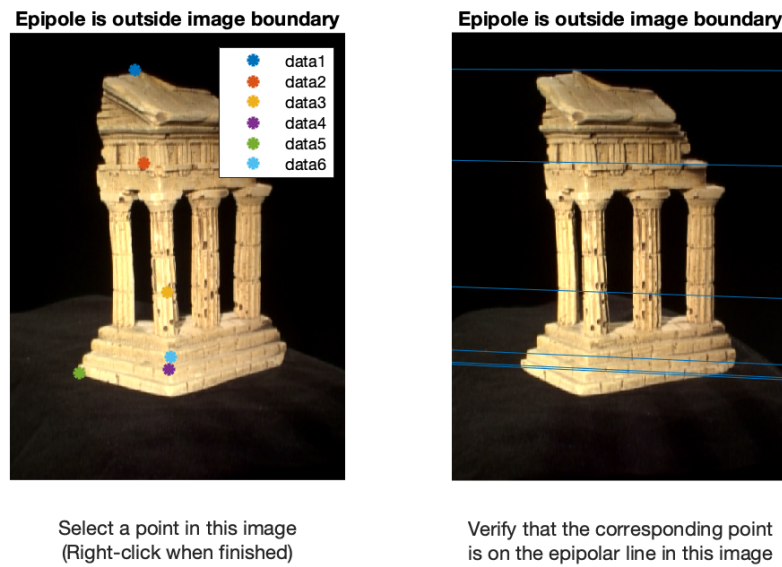 Epipole is outside image boundary
data1
data2
data3
data4
data5
data6
Select a point in this image
(Right-click when finished)
Epipole is outside image boundary
Verify that the corresponding point
is on the epipolar line in this image